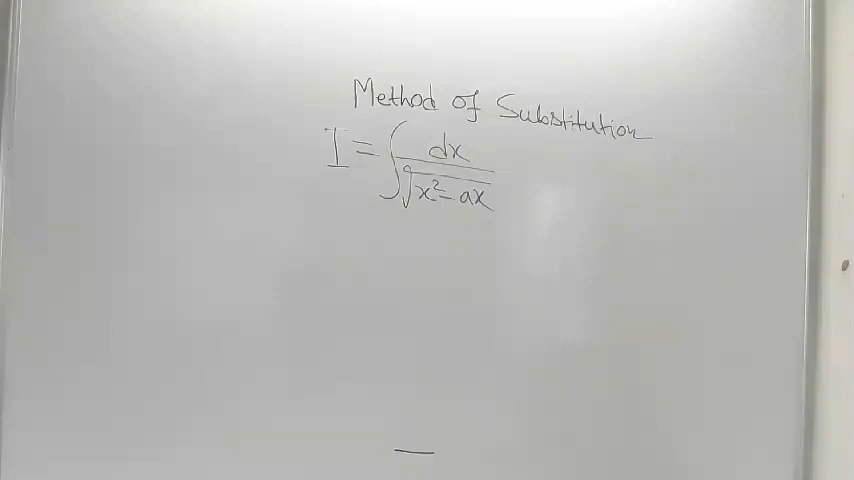 Method of Substitution
I = ∫ dx / √(x² - ax)